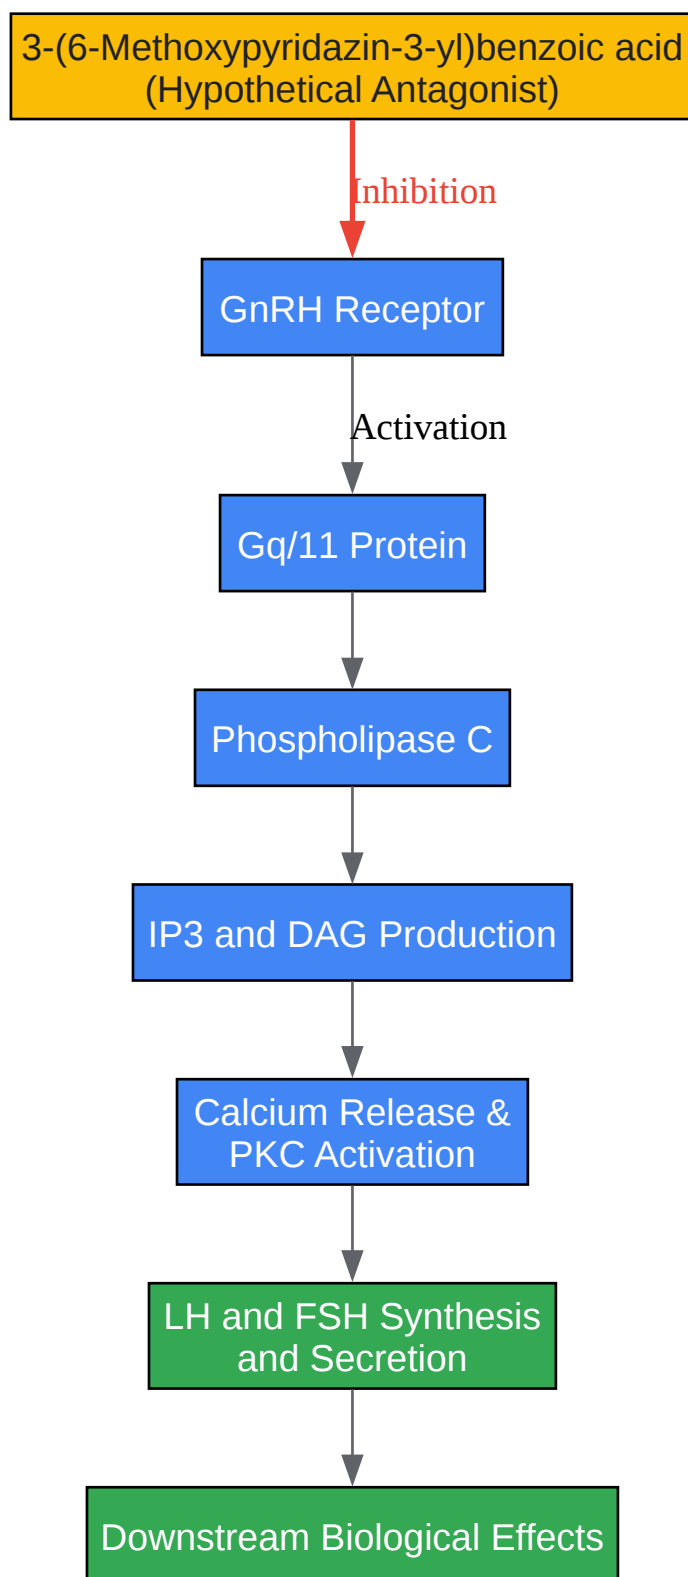 3-(6-Methoxypyridazin-3-yl)benzoic acid
(Hypothetical Antagonist)
Inhibition
GnRH Receptor
Activation
Gq/11 Protein
Phospholipase C
IP3 and DAG Production
Calcium Release &
PKC Activation
LH and FSH Synthesis
and Secretion
Downstream Biological Effects